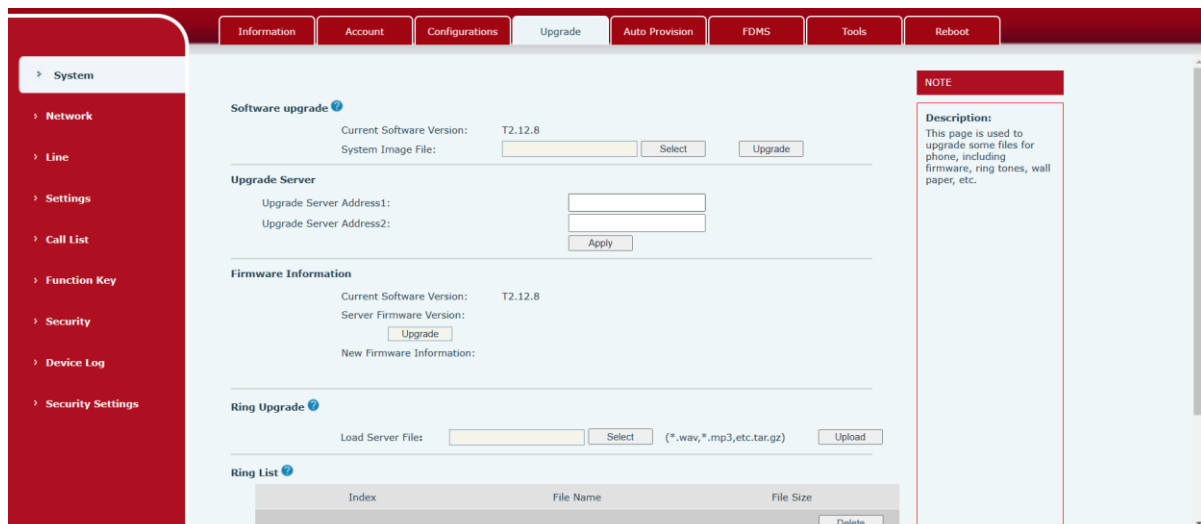 Information Account Configurations Upgrade Auto Provision FDMS Tools Reboot
System
Network
Line
Settings
Call List
Function Key
Security
Device Log
Security Settings
Software upgrade ?
Current Software Version: T2.12.8
System Image File: Select Upgrade
Upgrade Server
Upgrade Server Address1:
Upgrade Server Address2:
Apply
Firmware Information
Current Software Version: T2.12.8
Server Firmware Version:
Upgrade
New Firmware Information:
Ring Upgrade ?
Load Server File: Select (*.wav,*.mp3,etc.tar.gz) Upload
Ring List ?
Index File Name File Size
Delete
NOTE
Description:
This page is used to
upgrade some files for
phone, including
firmware, ring tones, wall
paper, etc.